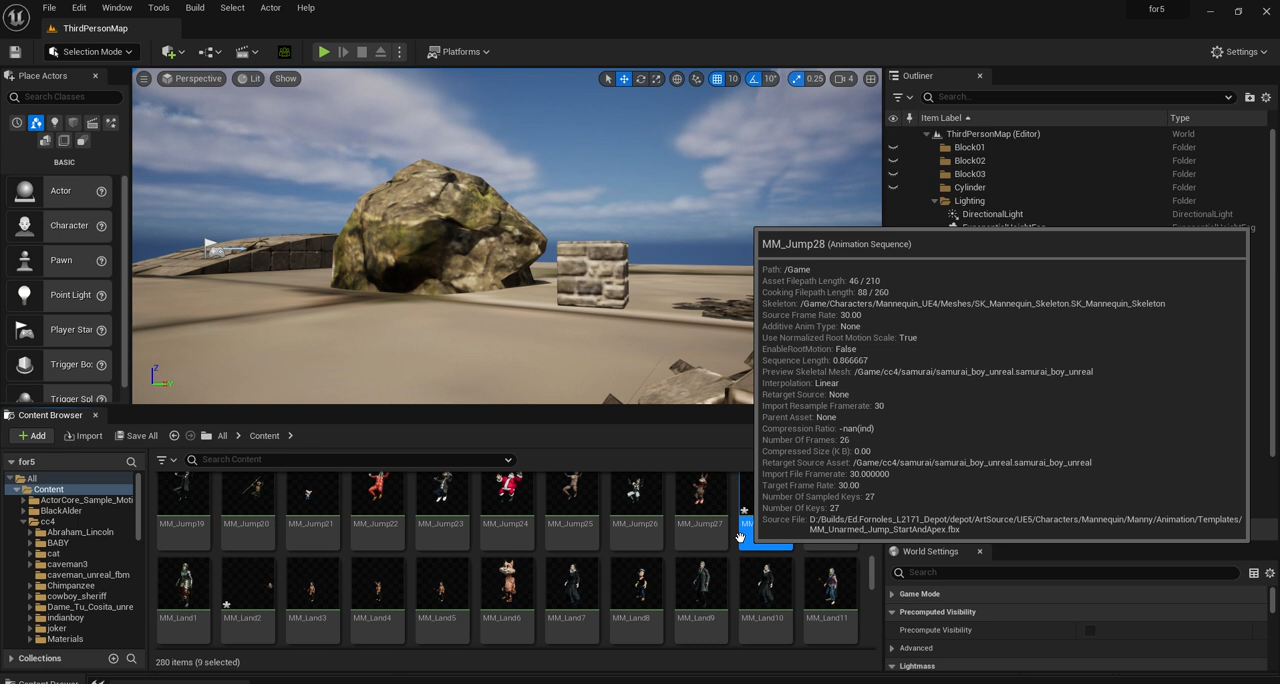 File Edit Window Tools Build Select Actor Help
for5
ThirdPersonMap
Selection Mode
Platforms
Settings
Place Actors
Search Classes
BASIC
Actor
Character
Pawn
Point Light
Player Star
Trigger Bo:
Trigger Spl
Perspective
Lit
Show
10
10°
0.25
4
Outliner
Search...
Item Label
Type
ThirdPersonMap (Editor) World
Block01 Folder
Block02 Folder
Block03 Folder
Cylinder Folder
Lighting Folder
DirectionalLight DirectionalLight
MM_Jump28 (Animation Sequence)
Path: /Game
Asset Filepath Length: 46 / 210
Cooking Filepath Length: 88 / 260
Skeleton: /Game/Characters/Mannequin_UE4/Meshes/SK_Mannequin_Skeleton.SK_Mannequin_Skeleton
Source Frame Rate: 30.00
Additive Anim Type: None
Use Normalized Root Motion Scale: True
EnableRootMotion: False
Sequence Length: 0.866667
Preview Skeletal Mesh: /Game/cc4/samurai/samurai_boy_unreal.samurai_boy_unreal
Interpolation: Linear
Retarget Source: None
Import Resample Framerate: 30
Parent Asset: None
Compression Ratio: -nan(ind)
Number Of Frames: 26
Compressed Size (K B): 0.00
Retarget Source Asset: /Game/cc4/samurai/samurai_boy_unreal.samurai_boy_unreal
Import File Framerate: 30.000000
Target Frame Rate: 30.00
Number Of Sampled Keys: 27
Number Of Keys: 27
Source File: D:/Builds/Ed.Fornoles_L2171_Depot/depot/ArtSource/UE5/Characters/Mannequin/Manny/Animation/Templates/
MM_Unarmed_Jump_StartAndApex.fbx
Content Browser
Add
Import
Save All
All
Content
for5
Search Content
All
Content
ActorCore_Sample_Moti
BlackAlder
cc4
Abraham_Lincoln
BABY
cat
caveman3
caveman_unreal_fbm
Chimpanzee
cowboy_sheriff
Dame_Tu_Cosita_unre
indianboy
joker
Materials
Collections
MM_Jump19 MM_Jump20 MM_Jump21 MM_Jump22 MM_Jump23 MM_Jump24 MM_Jump25 MM_Jump26 MM_Jump27
MM_Land1 MM_Land2 MM_Land3 MM_Land4 MM_Land5 MM_Land6 MM_Land7 MM_Land8 MM_Land9 MM_Land10 MM_Land11
280 items (9 selected)
World Settings
Search
Game Mode
Precomputed Visibility
Precompute Visibility
Advanced
Lightmass